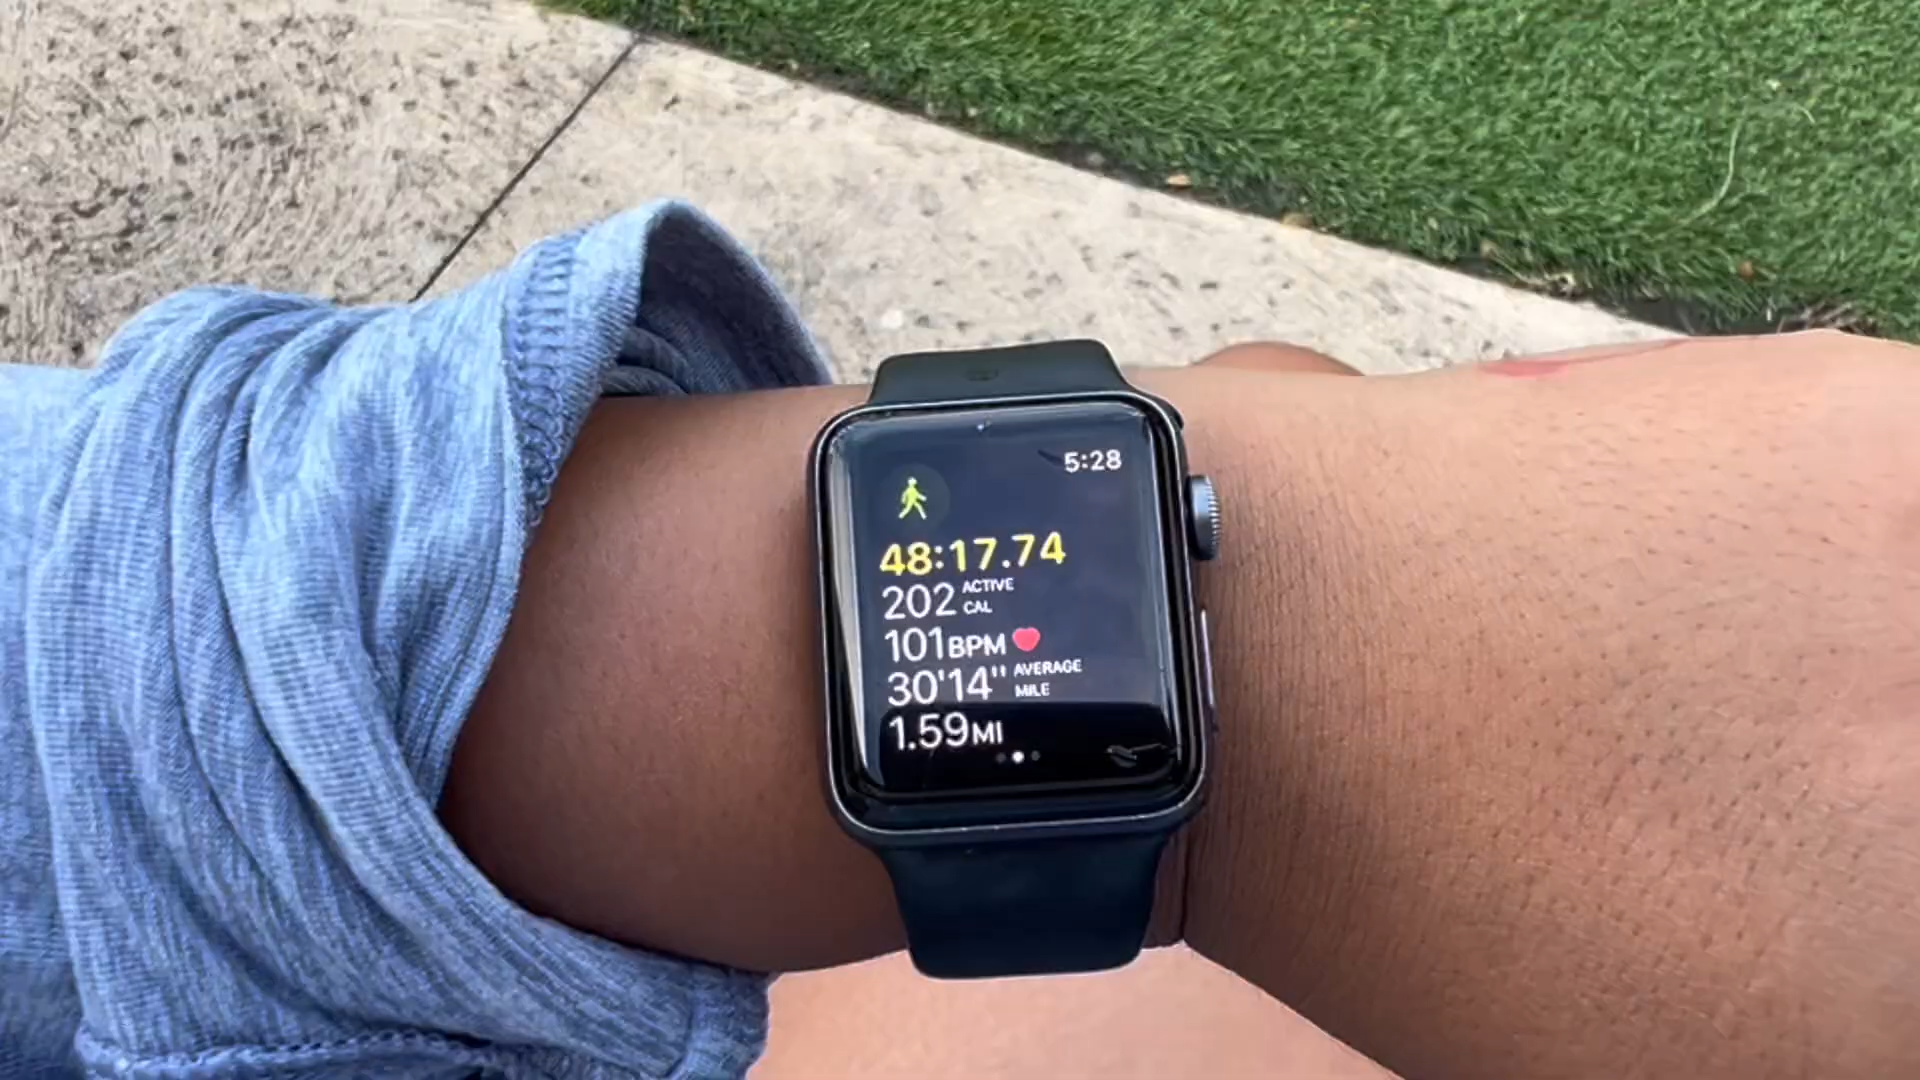 5:28
48:17.74
202 ACTIVE CAL
101BPM
30'14" AVERAGE MILE
1.59MI